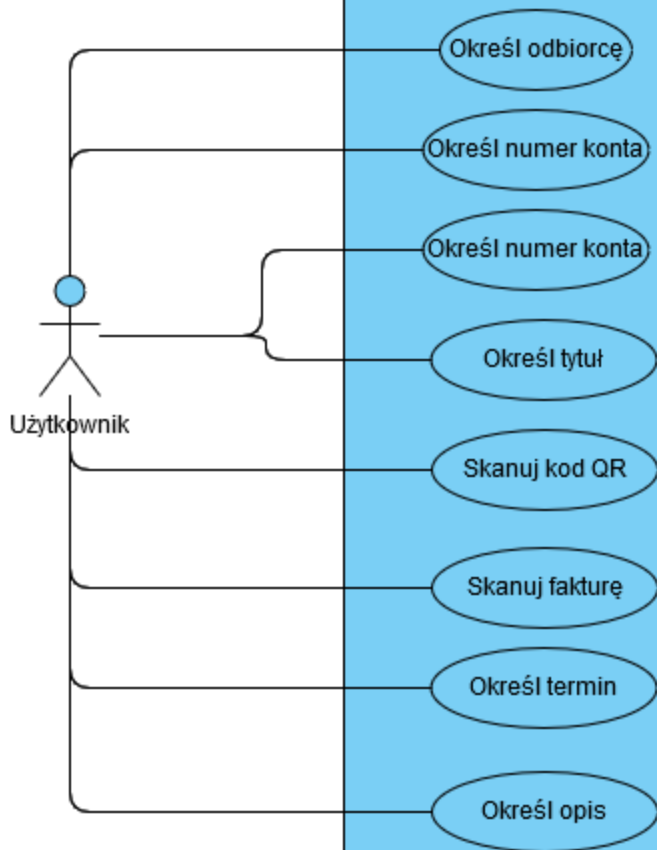 Określ odbiorcę
Określ numer konta
Określ numer konta
Określ tytuł
Użytkownik
Skanuj kod QR
Skanuj fakturę
Określ termin
Określ opis